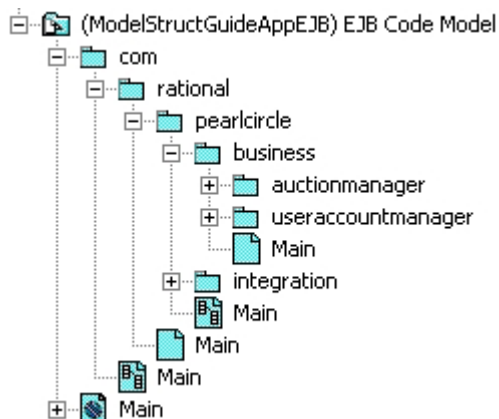 (ModelStructGuideAppEJB) EJB Code Model
com
rational
pearlcircle
business
auctionmanager
useraccountmanager
Main
integration
Main
Main
Main
Main